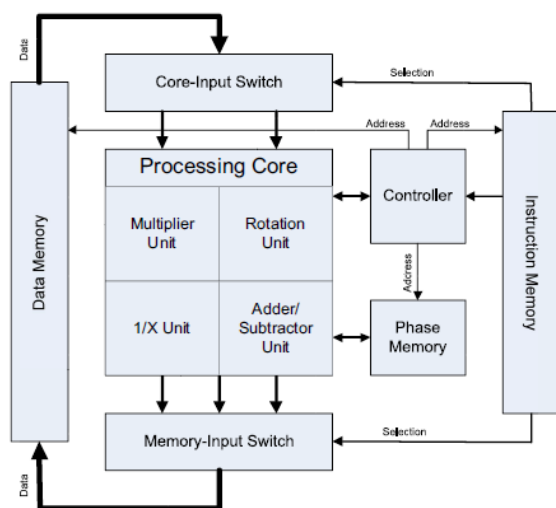 Data
Core-Input Switch
Selection
Address
Address
Processing Core
Multiplier
Unit
Rotation
Unit
Controller
Data Memory
Instruction Memory
Address
1/X Unit
Adder/
Subtractor
Unit
Phase
Memory
Memory-Input Switch
Selection
Data